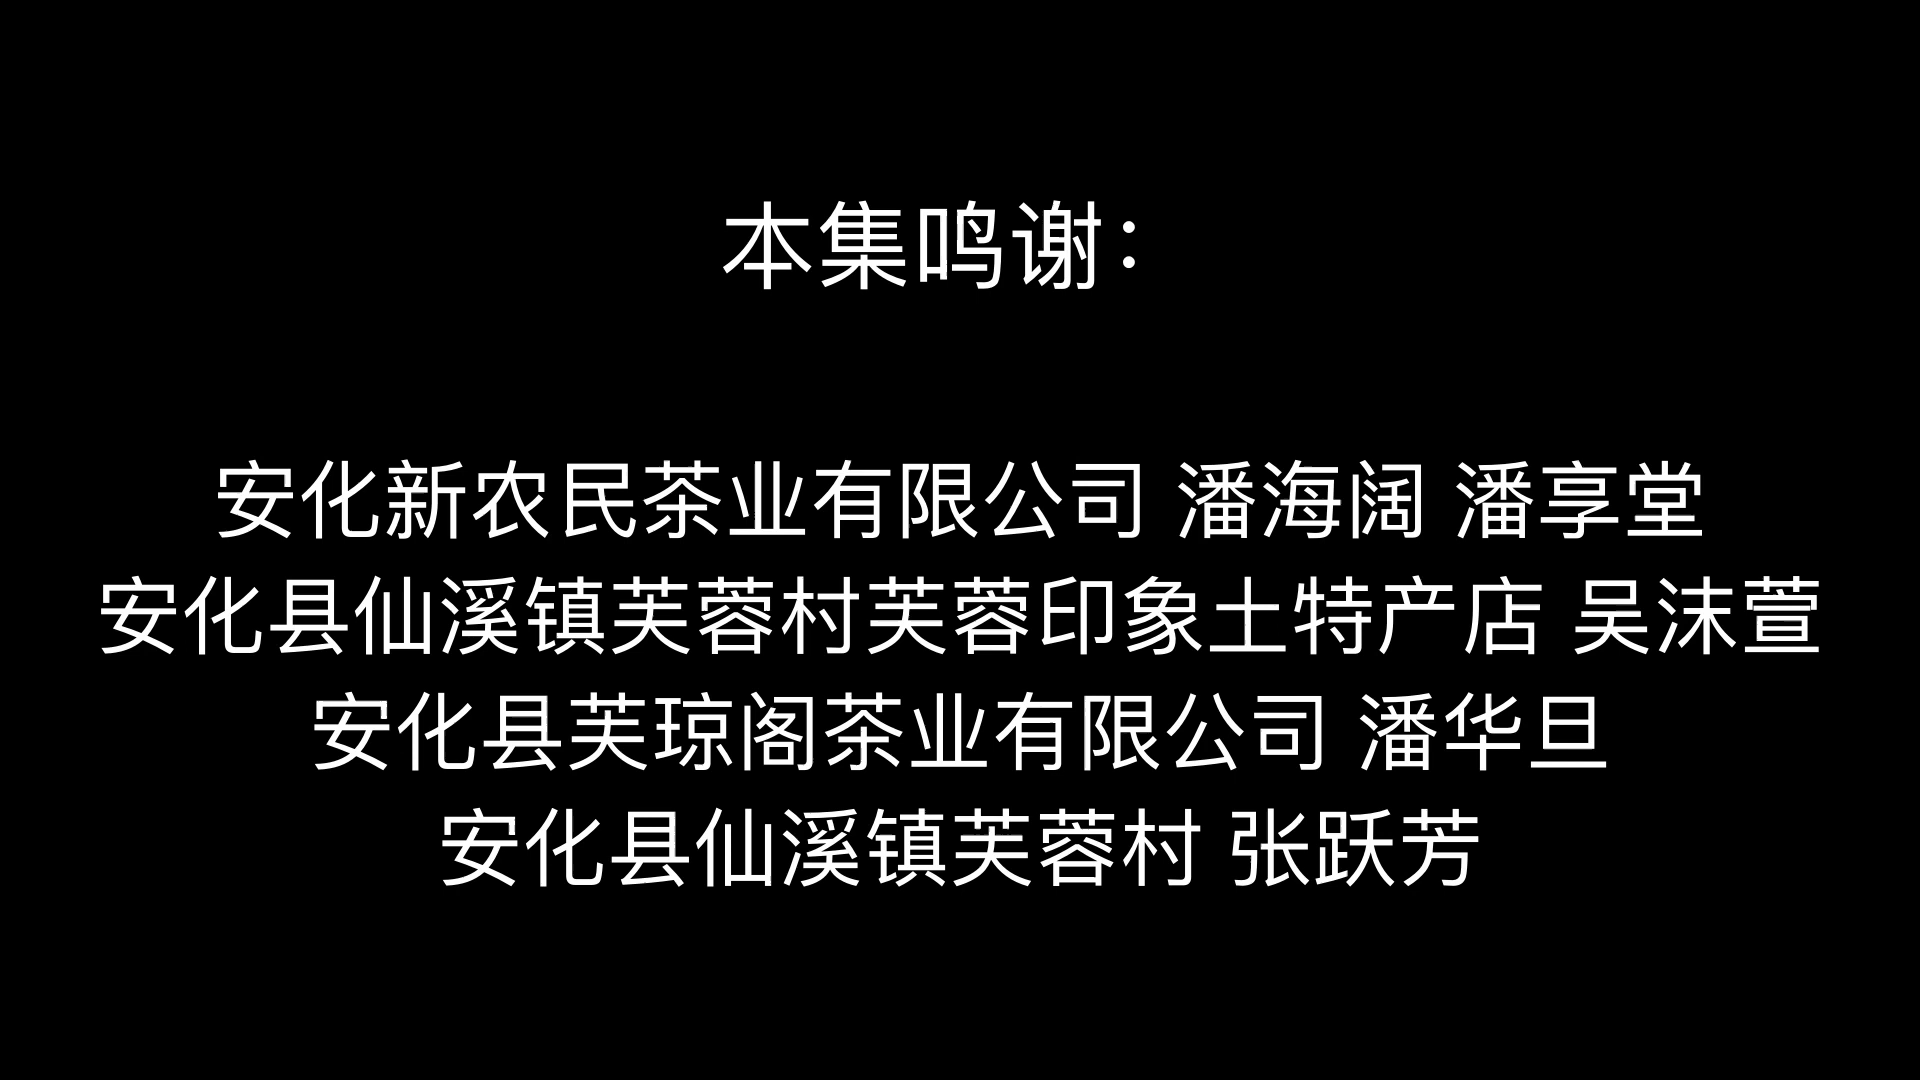 本集鸣谢：
安化新农民茶业有限公司 潘海阔 潘享堂
安化县仙溪镇芙蓉村芙蓉印象土特产店 吴沫萱
安化县芙琼阁茶业有限公司 潘华旦
安化县仙溪镇芙蓉村 张跃芳